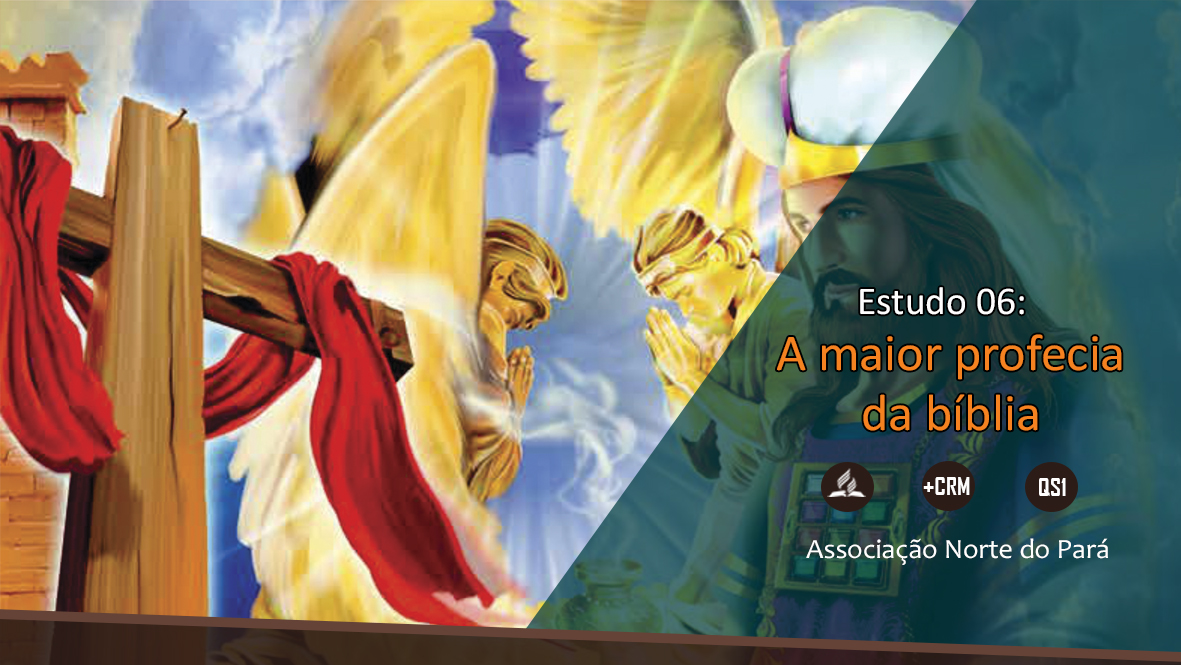 Estudo 06:
A maior profecia
da bíblia
+CRM
QS1
Associação Norte do Pará